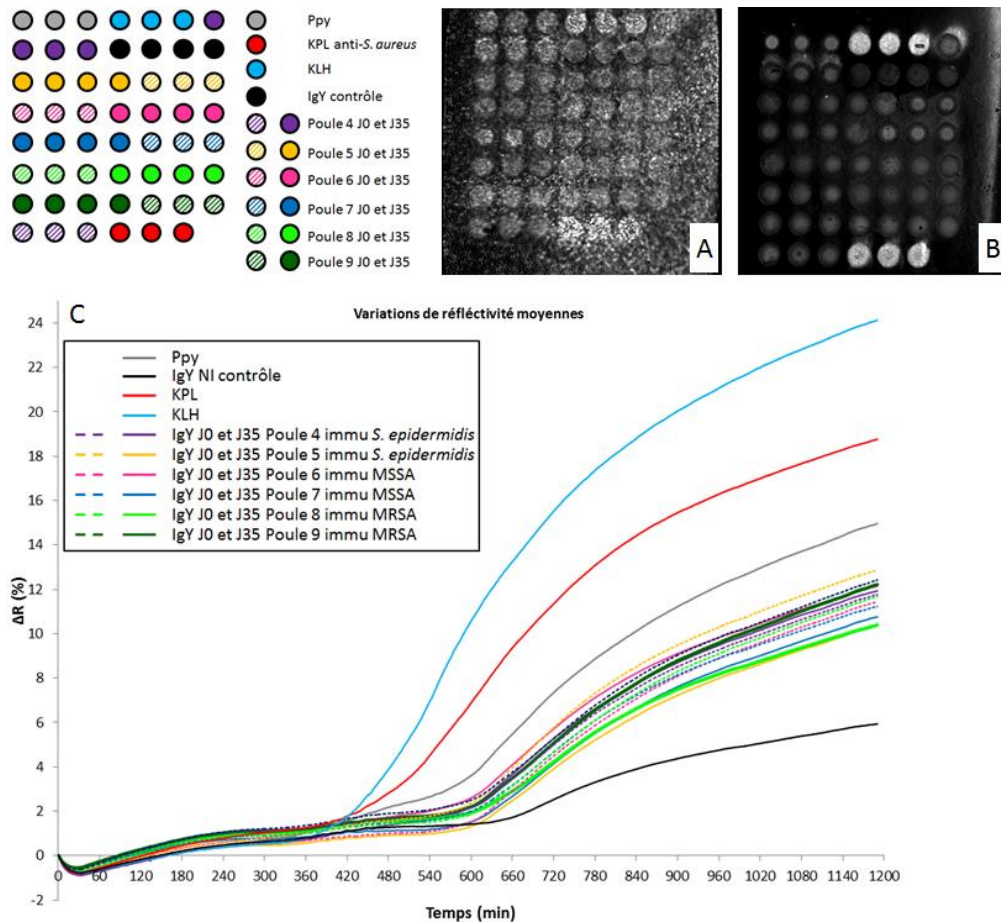 Ppy
KPL anti-S. aureus
KLH
IgY contrôle
Poule 4 J0 et J35
Poule 5 J0 et J35
Poule 6 J0 et J35
Poule 7 J0 et J35
Poule 8 J0 et J35
Poule 9 J0 et J35
A
B
C
Variations de réfléctivité moyennes
Ppy
IgY NI contrôle
KPL
KLH
IgY J0 et J35 Poule 4 immu S. epidermidis
IgY J0 et J35 Poule 5 immu S. epidermidis
IgY J0 et J35 Poule 6 immu MSSA
IgY J0 et J35 Poule 7 immu MSSA
IgY J0 et J35 Poule 8 immu MRSA
IgY J0 et J35 Poule 9 immu MRSA
ΔR (%)
24
22
20
18
16
14
12
10
8
6
4
2
0
-2
0 60 120 180 240 300 360 420 480 540 600 660 720 780 840 900 960 1020 1080 1140 1200
Temps (min)